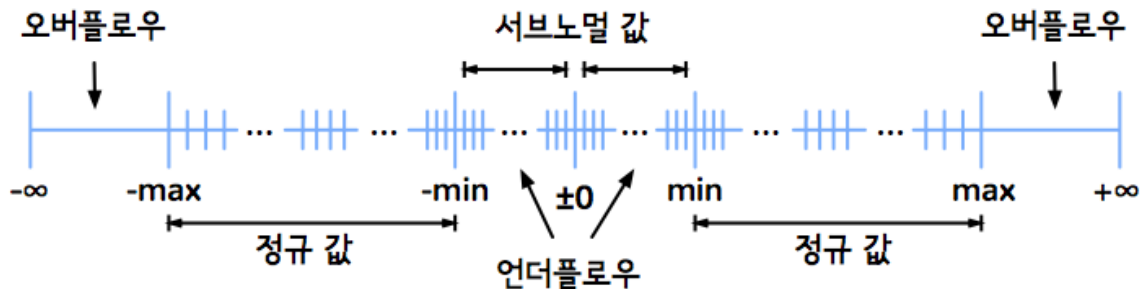 오버플로우 서브노멀 값 오버플로우
... ... ... ... ... ...
-∞ -max -min ±0 min max +∞
정규 값 언더플로우 정규 값